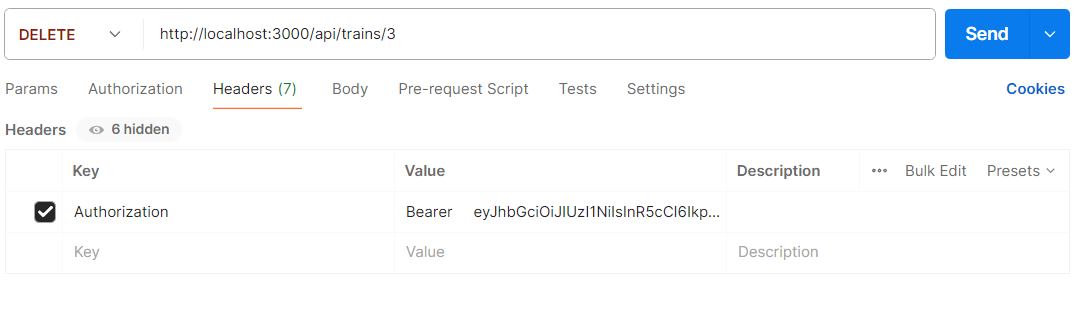 DELETE http://localhost:3000/api/trains/3 Send
Params Authorization Headers (7) Body Pre-request Script Tests Settings Cookies
Headers 6 hidden
Key Value Description ••• Bulk Edit Presets
Authorization Bearer eyJhbGciOiJIUzI1NiIsInR5cCI6Ikp...
Key Value Description